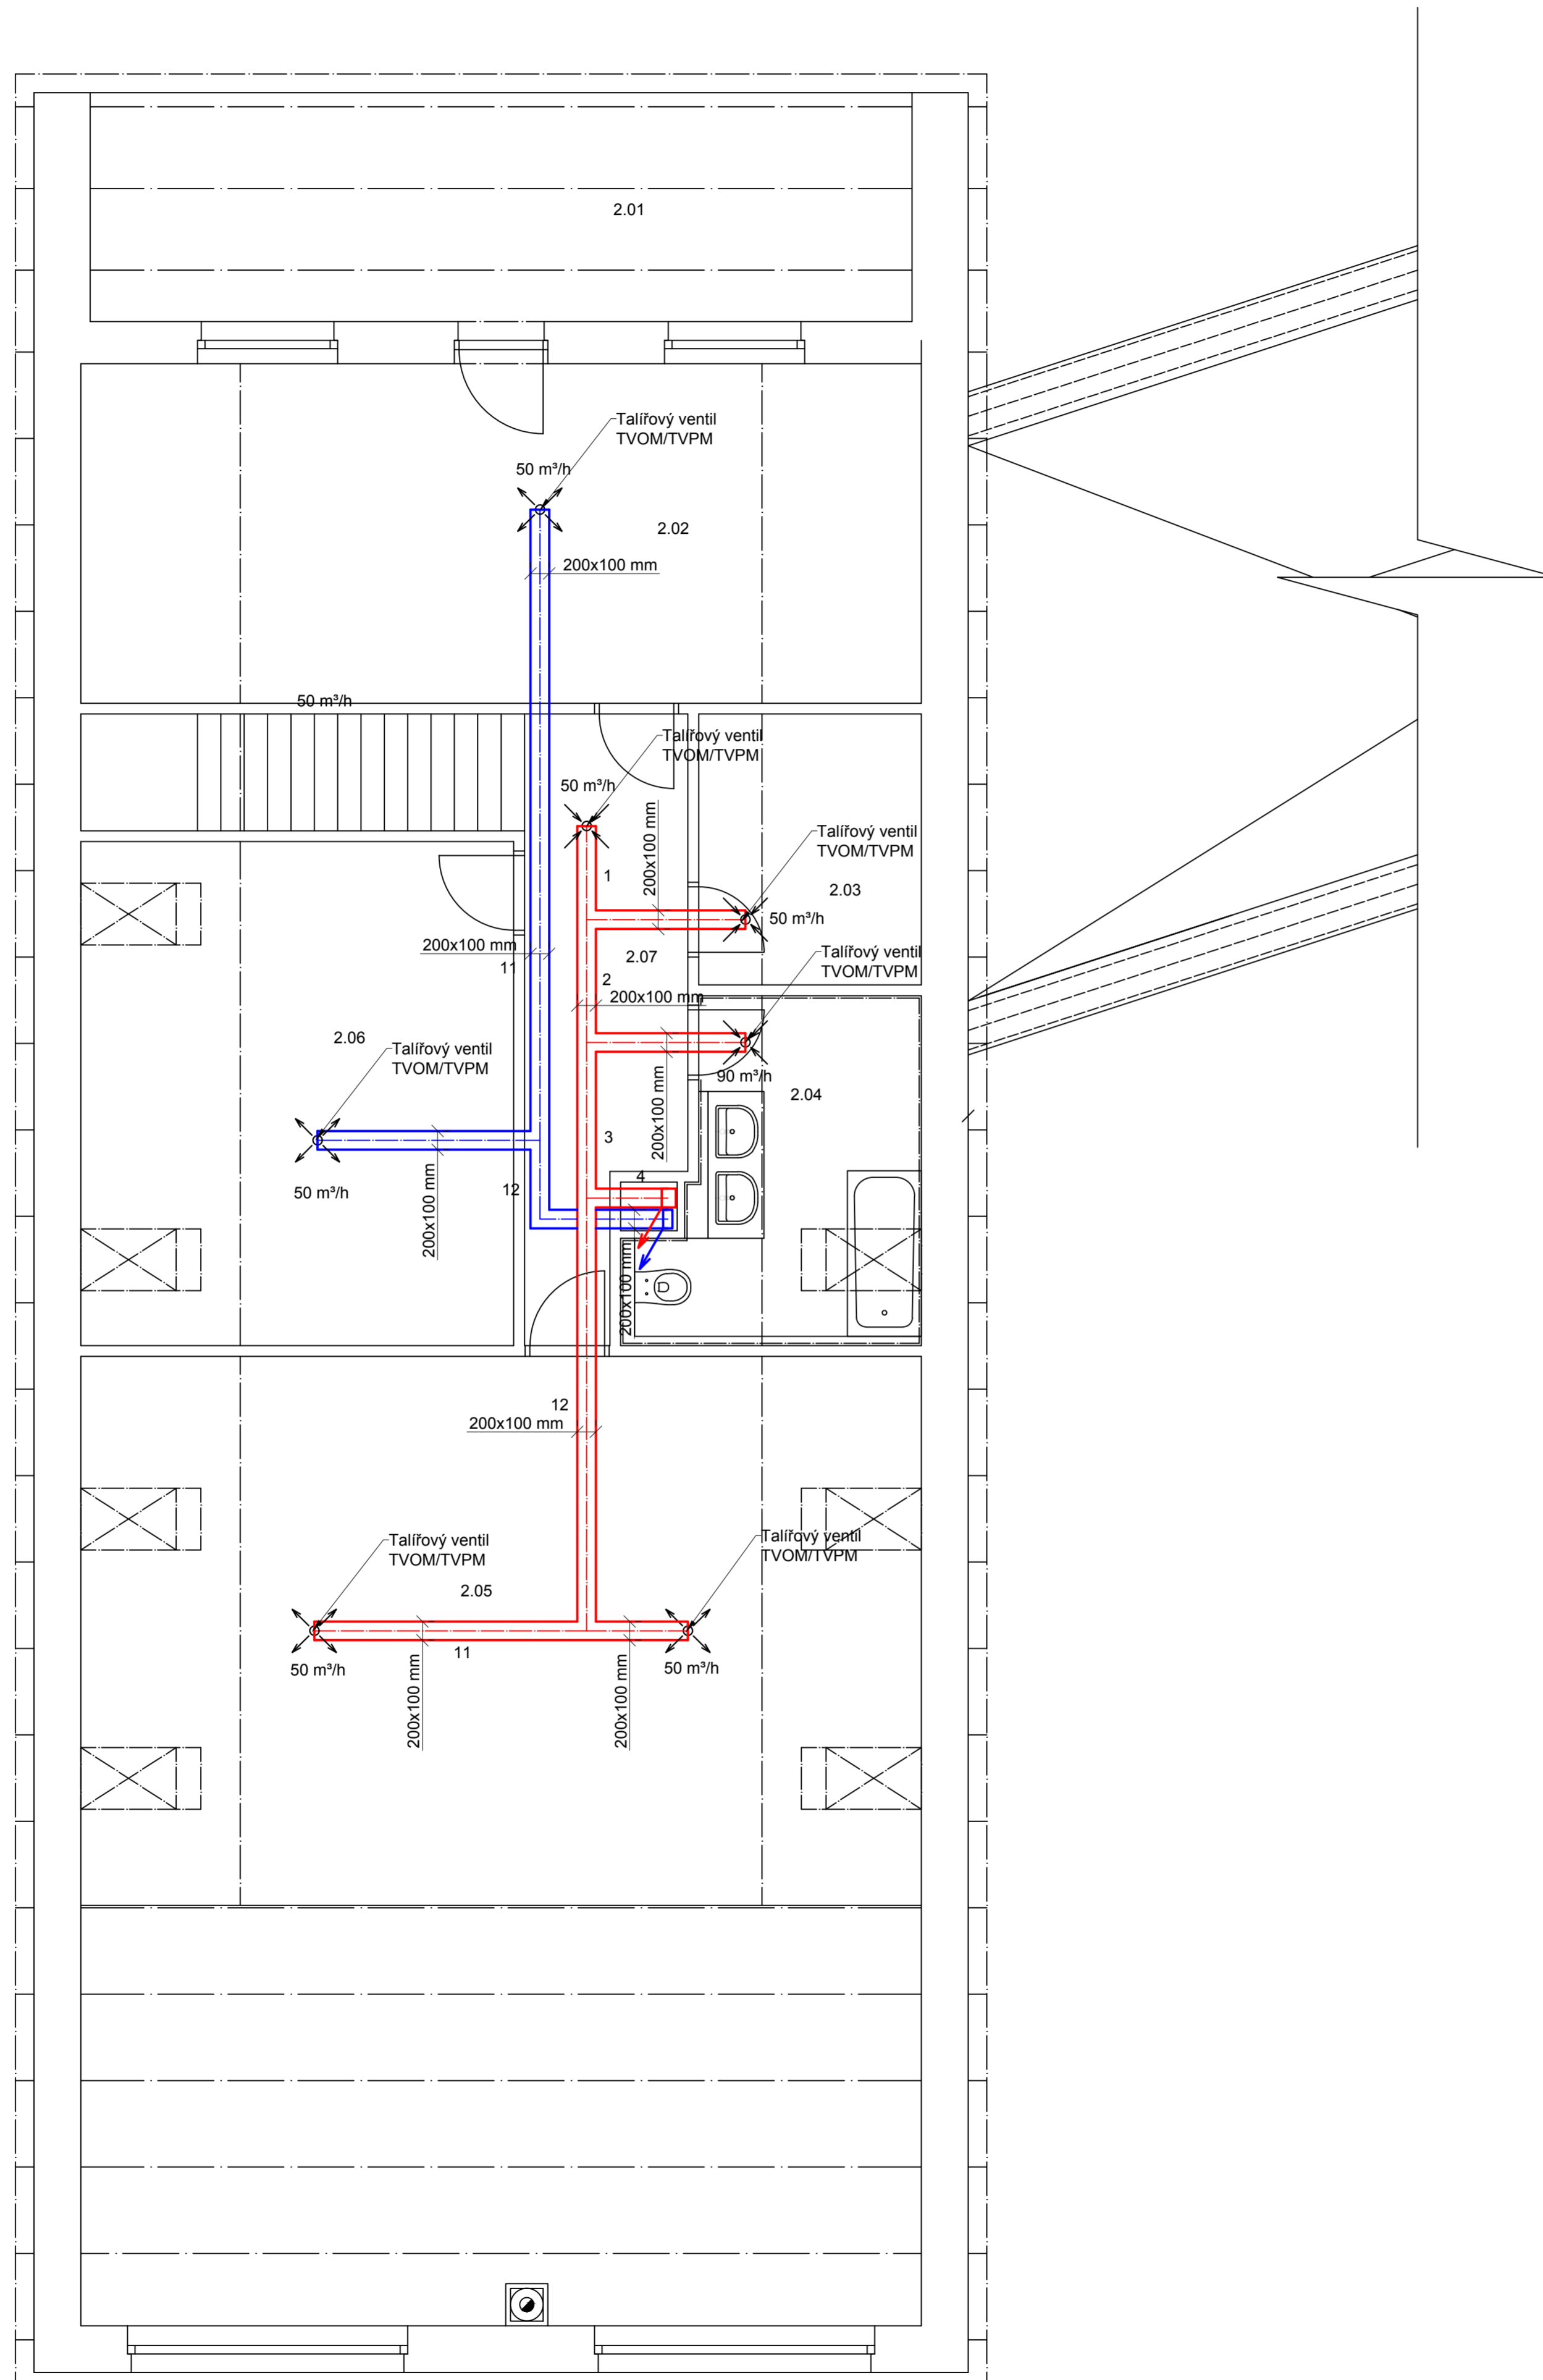 2.01
Talířový ventil
TVOM/TVPM
50 m³/h
2.02
200x100 mm
50 m³/h
Talířový ventil
TVOM/TVPM
50 m³/h
200x100 mm
Talířový ventil
TVOM/TVPM
1
2.03
50 m³/h
200x100 mm
11
2.07
Talířový ventil
TVOM/TVPM
2
200x100 mm
2.06
Talířový ventil
TVOM/TVPM
90 m³/h
2.04
200x100 mm
3
4
50 m³/h
12
200x100 mm
200x100 mm
12
200x100 mm
Talířový ventil
TVOM/TVPM
Talířový ventil
TVOM/TVPM
2.05
11
50 m³/h
50 m³/h
200x100 mm
200x100 mm